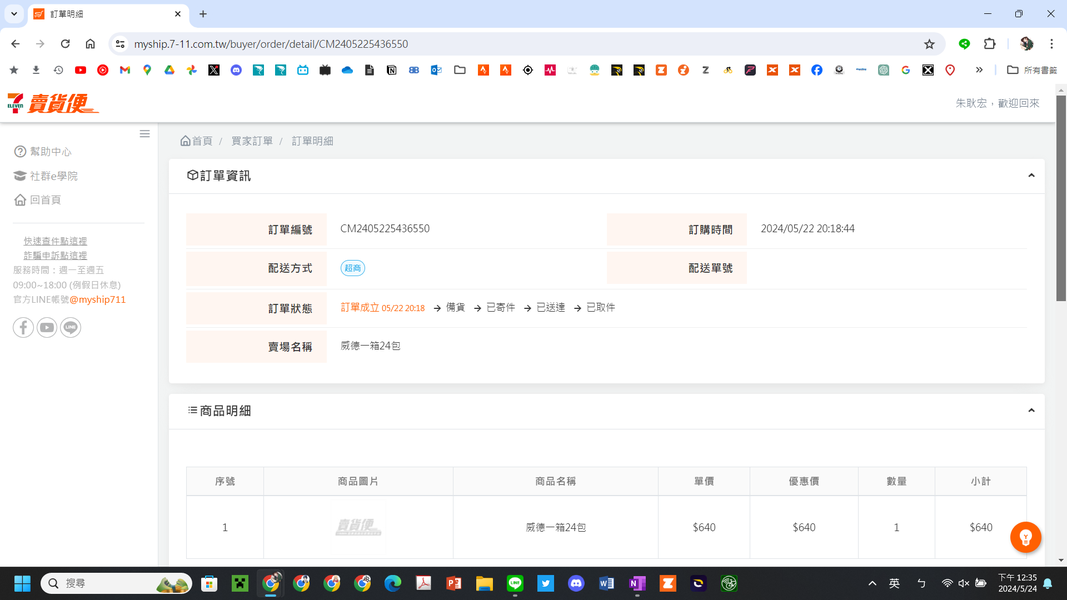 訂單明細
myship.7-11.com.tw/buyer/order/detail/CM2405225436550
所有書籤
ELEVEN 賣貨便
朱耿宏，歡迎回來
幫助中心
社群e學院
回首頁
快速查件點這裡
詐騙申訴點這裡
服務時間：週一至週五
09:00~18:00 (例假日休息)
官方LINE帳號@myship711
首頁 / 買家訂單 / 訂單明細
訂單資訊
訂單編號 CM2405225436550 訂購時間 2024/05/22 20:18:44
配送方式 超商 配送單號
訂單狀態 訂單成立 05/22 20:18 → 備貨 → 已寄件 → 已送達 → 已取件
賣場名稱 威德一箱24包
商品明細
序號 商品圖片 商品名稱 單價 優惠價 數量 小計
1 賣貨便 威德一箱24包 $640 $640 1 $640
搜尋
英
ㄅ
下午 12:35
2024/5/24